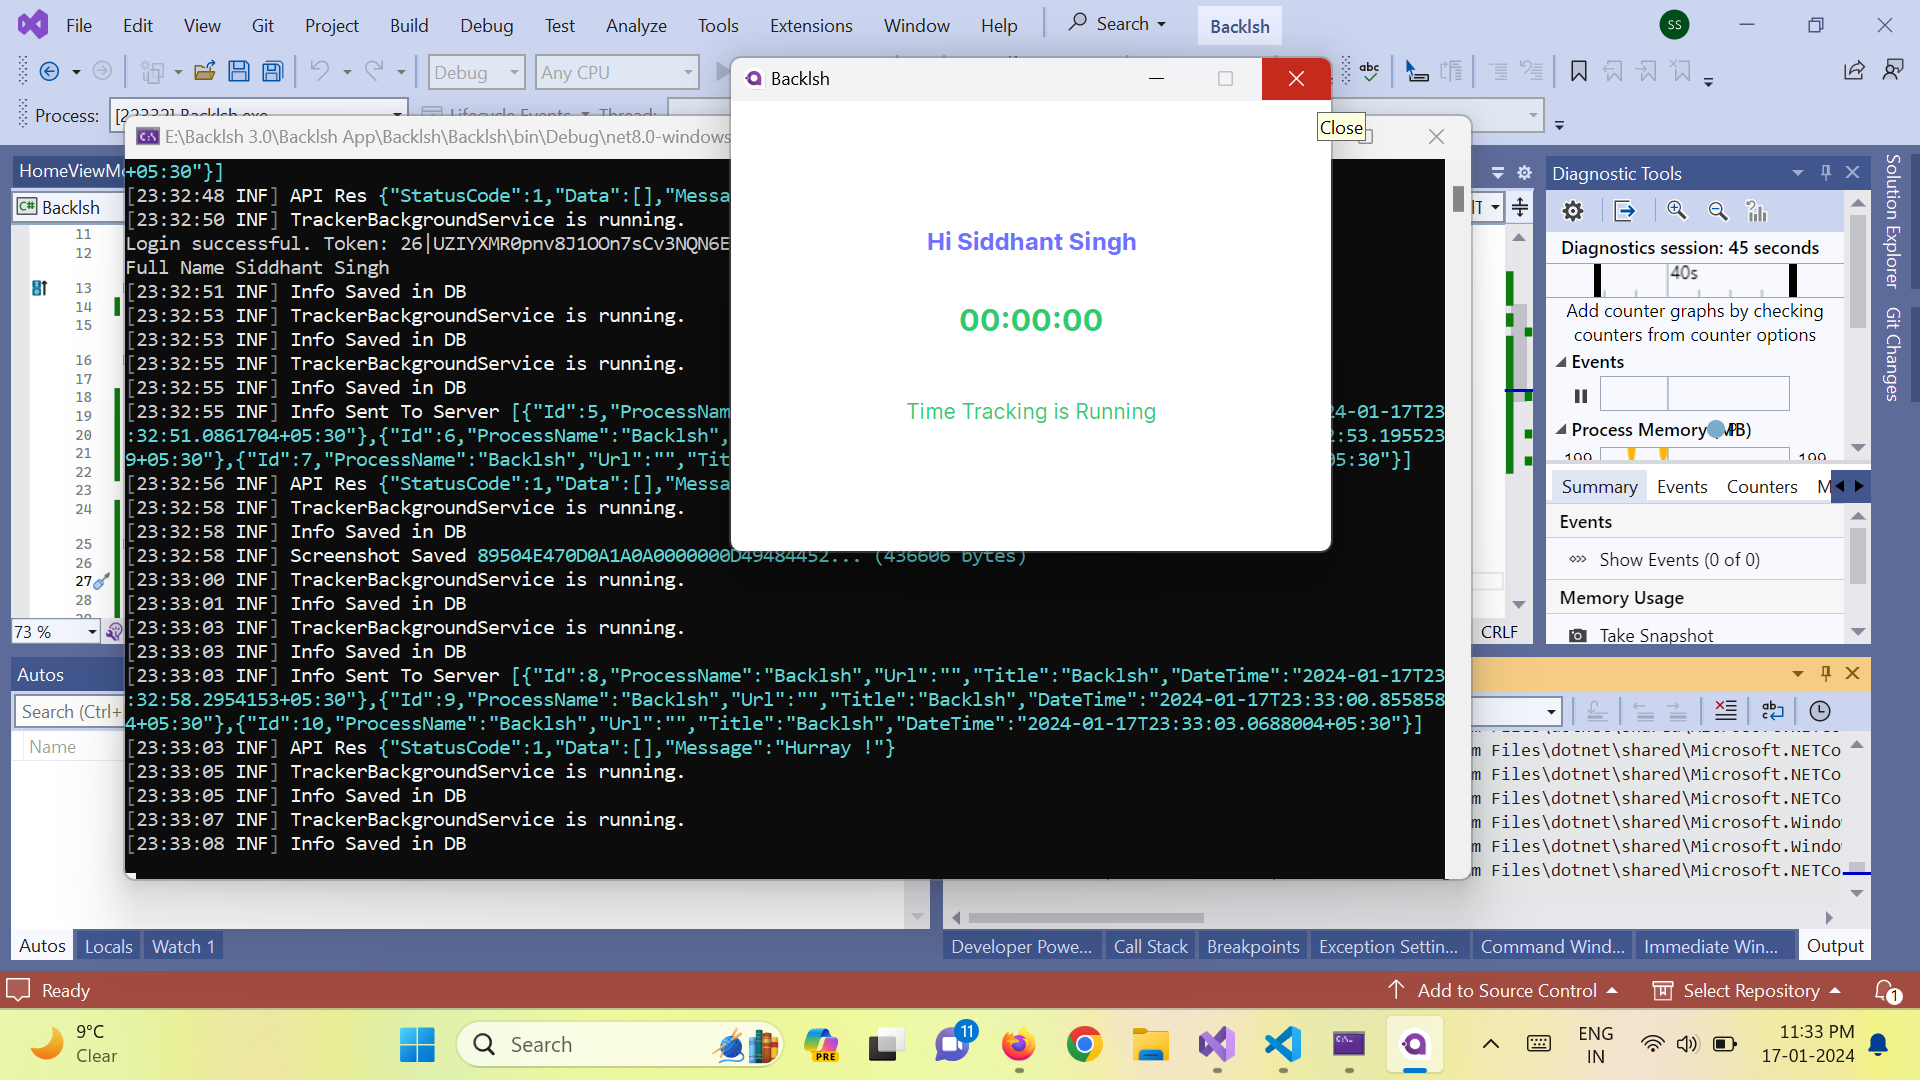 File Edit View Git Project Build Debug Test Analyze Tools Extensions Window Help Search Backlsh SS
Debug Any CPU abc
Process: [22332] Backlsh.exe Lifecycle Events Thread:
E:\Backlsh 3.0\Backlsh App\Backlsh\Backlsh\bin\Debug\net8.0-windows
Backlsh
Close
Hi Siddhant Singh
00:00:00
Time Tracking is Running
HomeViewMo
C# Backlsh
11
12
13
14
15
16
17
18
19
20
21
22
23
24
25
26
27
28
73 %
CRLF
+05:30"}]
[23:32:48 INF] API Res {"StatusCode":1,"Data":[],"Messa
[23:32:50 INF] TrackerBackgroundService is running.
Login successful. Token: 26|UZIYXMR0pnv8J1OOn7sCv3NQN6E
Full Name Siddhant Singh
[23:32:51 INF] Info Saved in DB
[23:32:53 INF] TrackerBackgroundService is running.
[23:32:53 INF] Info Saved in DB
[23:32:55 INF] TrackerBackgroundService is running.
[23:32:55 INF] Info Saved in DB
[23:32:55 INF] Info Sent To Server [{"Id":5,"ProcessNam 24-01-17T23
:32:51.0861704+05:30"},{"Id":6,"ProcessName":"Backlsh", 2:53.195523
9+05:30"},{"Id":7,"ProcessName":"Backlsh","Url":"","Tit 05:30"}]
[23:32:56 INF] API Res {"StatusCode":1,"Data":[],"Messa
[23:32:58 INF] TrackerBackgroundService is running.
[23:32:58 INF] Info Saved in DB
[23:32:58 INF] Screenshot Saved 89504E470D0A1A0A0000000D49484452... (436606 bytes)
[23:33:00 INF] TrackerBackgroundService is running.
[23:33:01 INF] Info Saved in DB
[23:33:03 INF] TrackerBackgroundService is running.
[23:33:03 INF] Info Saved in DB
[23:33:03 INF] Info Sent To Server [{"Id":8,"ProcessName":"Backlsh","Url":"","Title":"Backlsh","DateTime":"2024-01-17T23
:32:58.2954153+05:30"},{"Id":9,"ProcessName":"Backlsh","Url":"","Title":"Backlsh","DateTime":"2024-01-17T23:33:00.855858
4+05:30"},{"Id":10,"ProcessName":"Backlsh","Url":"","Title":"Backlsh","DateTime":"2024-01-17T23:33:03.0688004+05:30"}]
[23:33:03 INF] API Res {"StatusCode":1,"Data":[],"Message":"Hurray !"}
[23:33:05 INF] TrackerBackgroundService is running.
[23:33:05 INF] Info Saved in DB
[23:33:07 INF] TrackerBackgroundService is running.
[23:33:08 INF] Info Saved in DB
Diagnostic Tools
Diagnostics session: 45 seconds
40s
Add counter graphs by checking
counters from counter options
Events
Process Memory (MB)
199 199
Summary Events Counters M
Events
Show Events (0 of 0)
Memory Usage
Take Snapshot
Solution Explorer
Git Changes
Autos
Search (Ctrl+
Name
m Files\dotnet\shared\Microsoft.NETCo
m Files\dotnet\shared\Microsoft.NETCo
m Files\dotnet\shared\Microsoft.NETCo
m Files\dotnet\shared\Microsoft.Windo
m Files\dotnet\shared\Microsoft.Windo
m Files\dotnet\shared\Microsoft.NETCo
Autos Locals Watch 1
Developer Powe... Call Stack Breakpoints Exception Settin... Command Wind... Immediate Win... Output
Ready Add to Source Control Select Repository 1
9°C
Clear
Search
PRE
11
ENG
IN
11:33 PM
17-01-2024